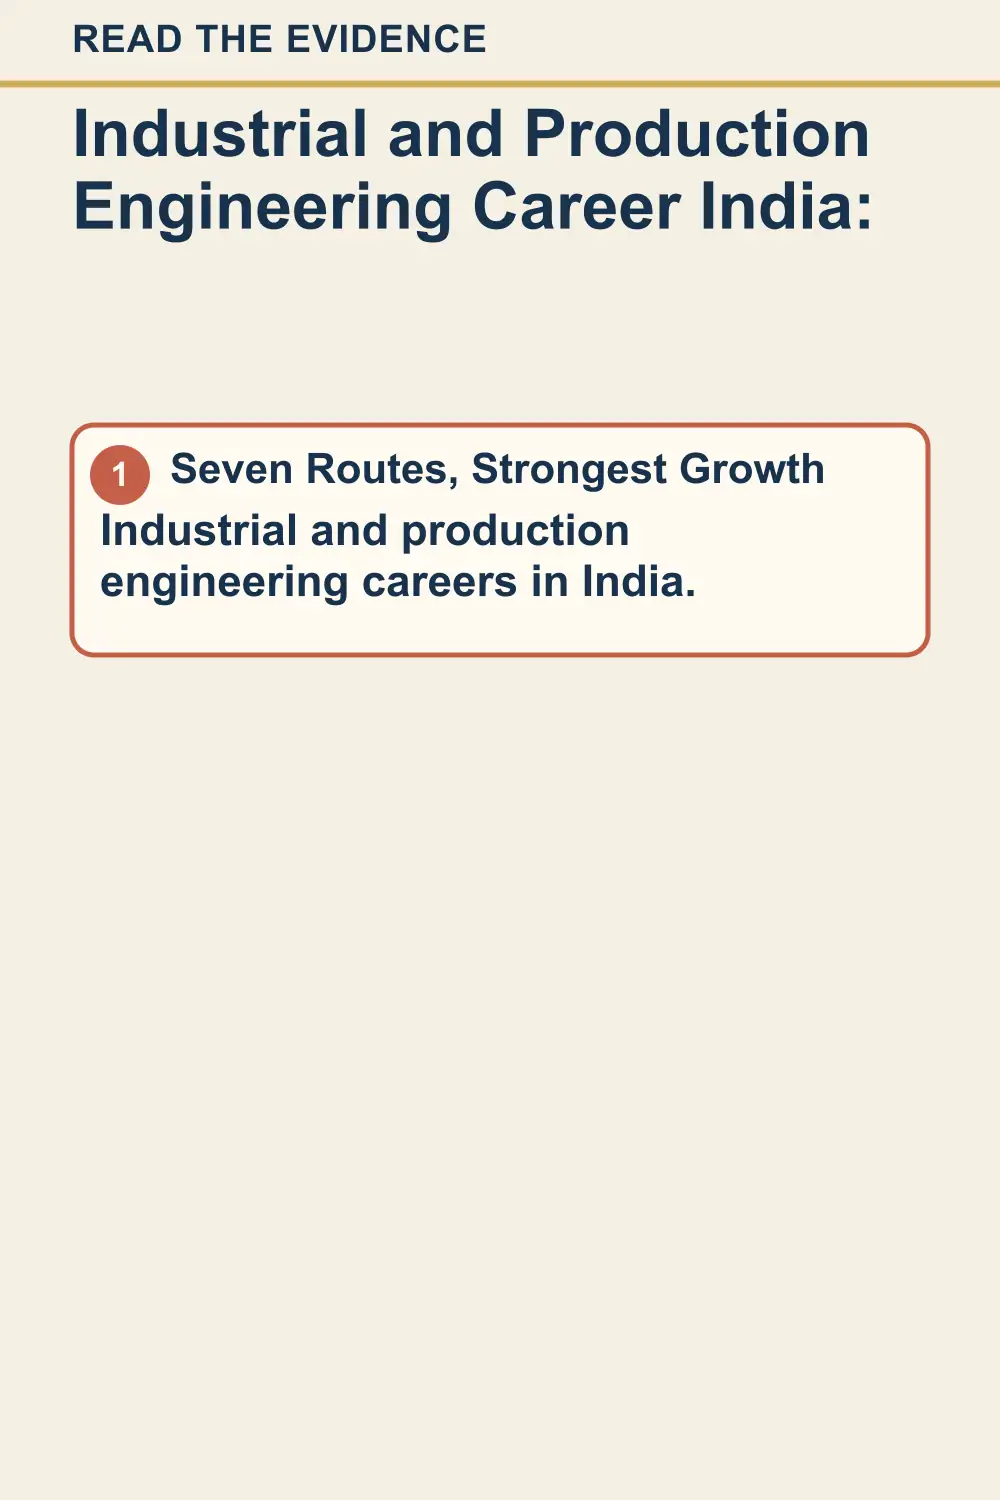 READ THE EVIDENCE
Industrial and Production
Engineering Career India:
1 Seven Routes, Strongest Growth
Industrial and production
engineering careers in India.